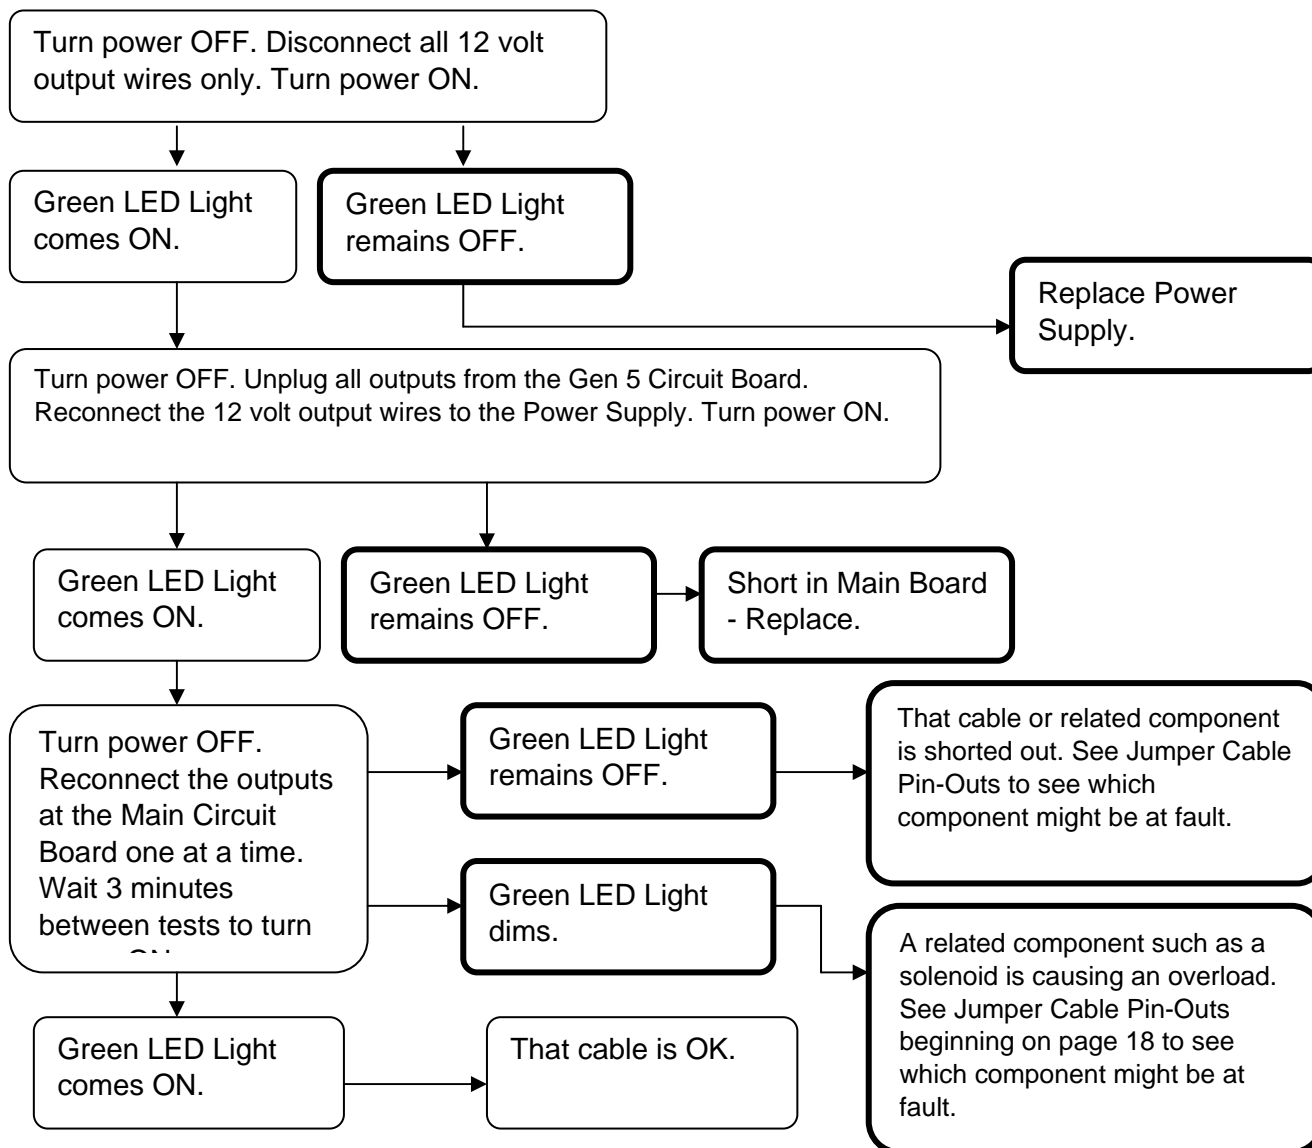 Turn power OFF. Disconnect all 12 volt
output wires only. Turn power ON.
Green LED Light
comes ON.
Green LED Light
remains OFF.
Replace Power
Supply.
Turn power OFF. Unplug all outputs from the Gen 5 Circuit Board.
Reconnect the 12 volt output wires to the Power Supply. Turn power ON.
Green LED Light
comes ON.
Green LED Light
remains OFF.
Short in Main Board
- Replace.
Turn power OFF.
Reconnect the outputs
at the Main Circuit
Board one at a time.
Wait 3 minutes
between tests to turn
Green LED Light
remains OFF.
That cable or related component
is shorted out. See Jumper Cable
Pin-Outs to see which
component might be at fault.
Green LED Light
dims.
A related component such as a
solenoid is causing an overload.
See Jumper Cable Pin-Outs
beginning on page 18 to see
which component might be at
fault.
Green LED Light
comes ON.
That cable is OK.